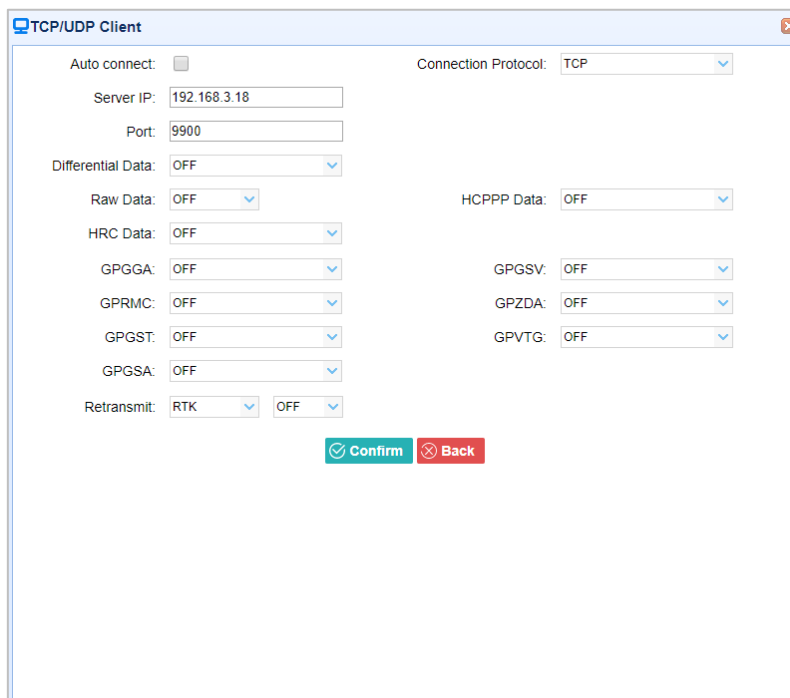 TCP/UDP Client
Auto connect: Connection Protocol: TCP
Server IP: 192.168.3.18
Port: 9900
Differential Data: OFF
Raw Data: OFF HCPPP Data: OFF
HRC Data: OFF
GPGGA: OFF GPGSV: OFF
GPRMC: OFF GPZDA: OFF
GPGST: OFF GPVTG: OFF
GPGSA: OFF
Retransmit: RTK OFF
Confirm Back